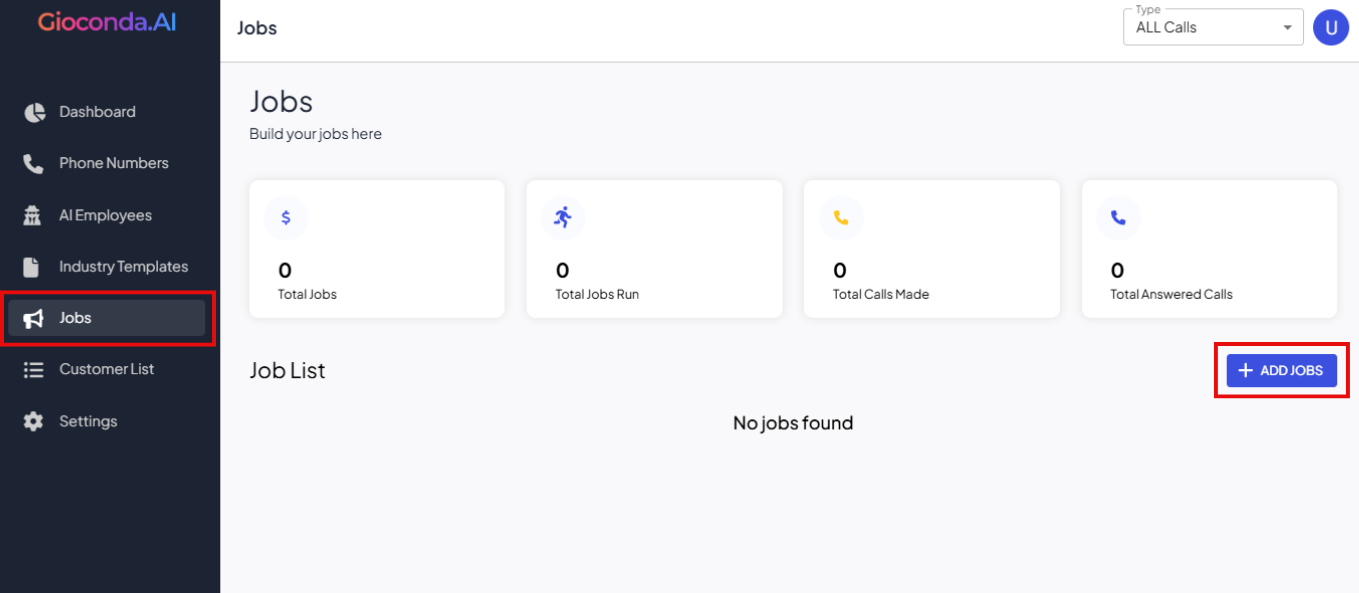 Gioconda.AI
Dashboard
Phone Numbers
AI Employees
Industry Templates
Jobs
Customer List
Settings
Jobs
Type
ALL Calls
U
Jobs
Build your jobs here
$
0
Total Jobs
0
Total Jobs Run
0
Total Calls Made
0
Total Answered Calls
Job List
+ ADD JOBS
No jobs found